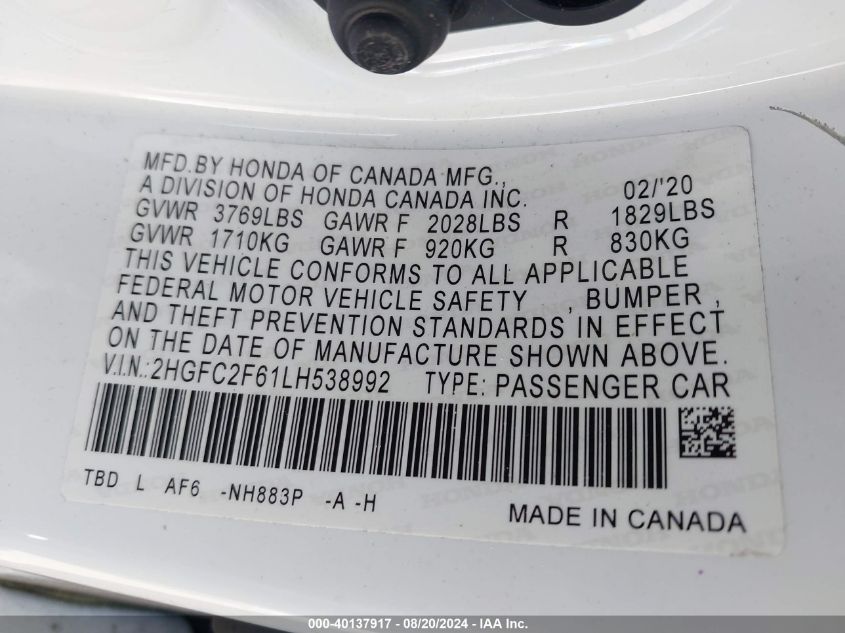 MFD.BY HONDA OF CANADA MFG.,
A DIVISION OF HONDA CANADA INC. 02/'20
GVWR 3769LBS GAWR F 2028LBS R 1829LBS
GVWR 1710KG GAWR F 920KG R 830KG
THIS VEHICLE CONFORMS TO ALL APPLICABLE
FEDERAL MOTOR VEHICLE SAFETY , BUMPER ,
AND THEFT PREVENTION STANDARDS IN EFFECT
ON THE DATE OF MANUFACTURE SHOWN ABOVE.
V.I.N.:2HGFC2F61LH538992 TYPE: PASSENGER CAR
TBD L AF6 -NH883P -A -H
MADE IN CANADA
000-40137917 - 08/20/2024 - IAA Inc.